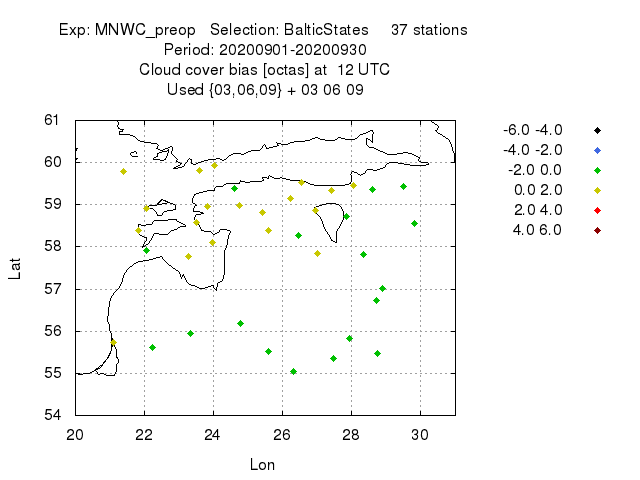 Exp: MNWC_preop   Selection: BalticStates     37 stations
Period: 20200901-20200930
Cloud cover bias [octas] at  12 UTC
Used {03,06,09} + 03 06 09
61
60
59
58
57
56
55
54
Lat
20 22 24 26 28 30
Lon
-6.0 -4.0
-4.0 -2.0
-2.0 0.0
0.0 2.0
2.0 4.0
4.0 6.0